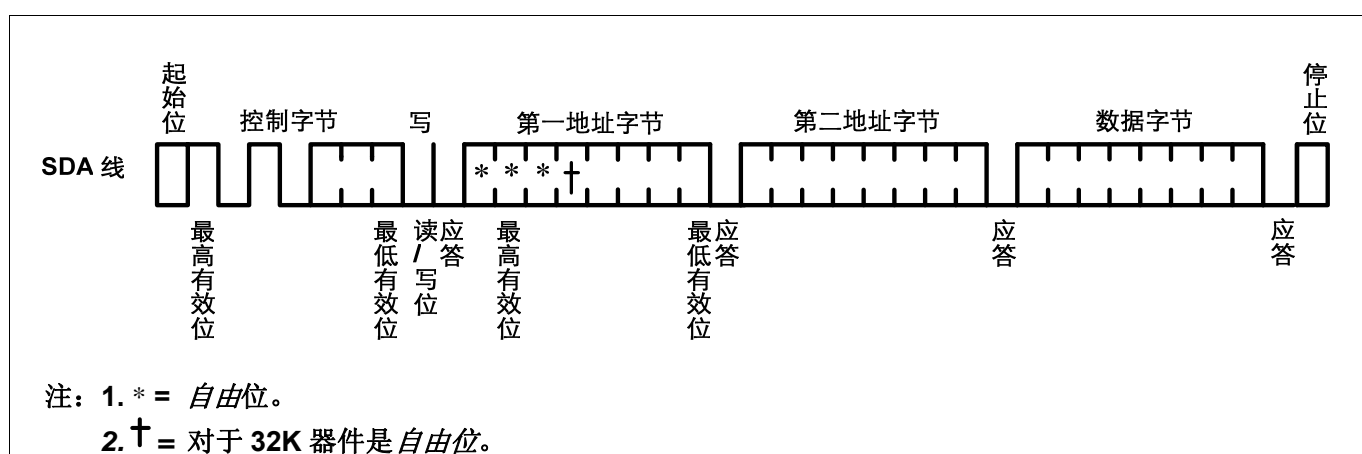 起始位 控制字节 写 第一地址字节 第二地址字节 数据字节 停止位
SDA 线
* * * †
最高有效位 最低有效位 读/写位 应答 最高有效位 最低有效位 应答 应答 应答
注：1. * = 自由位。
2. † = 对于 32K 器件是自由位。